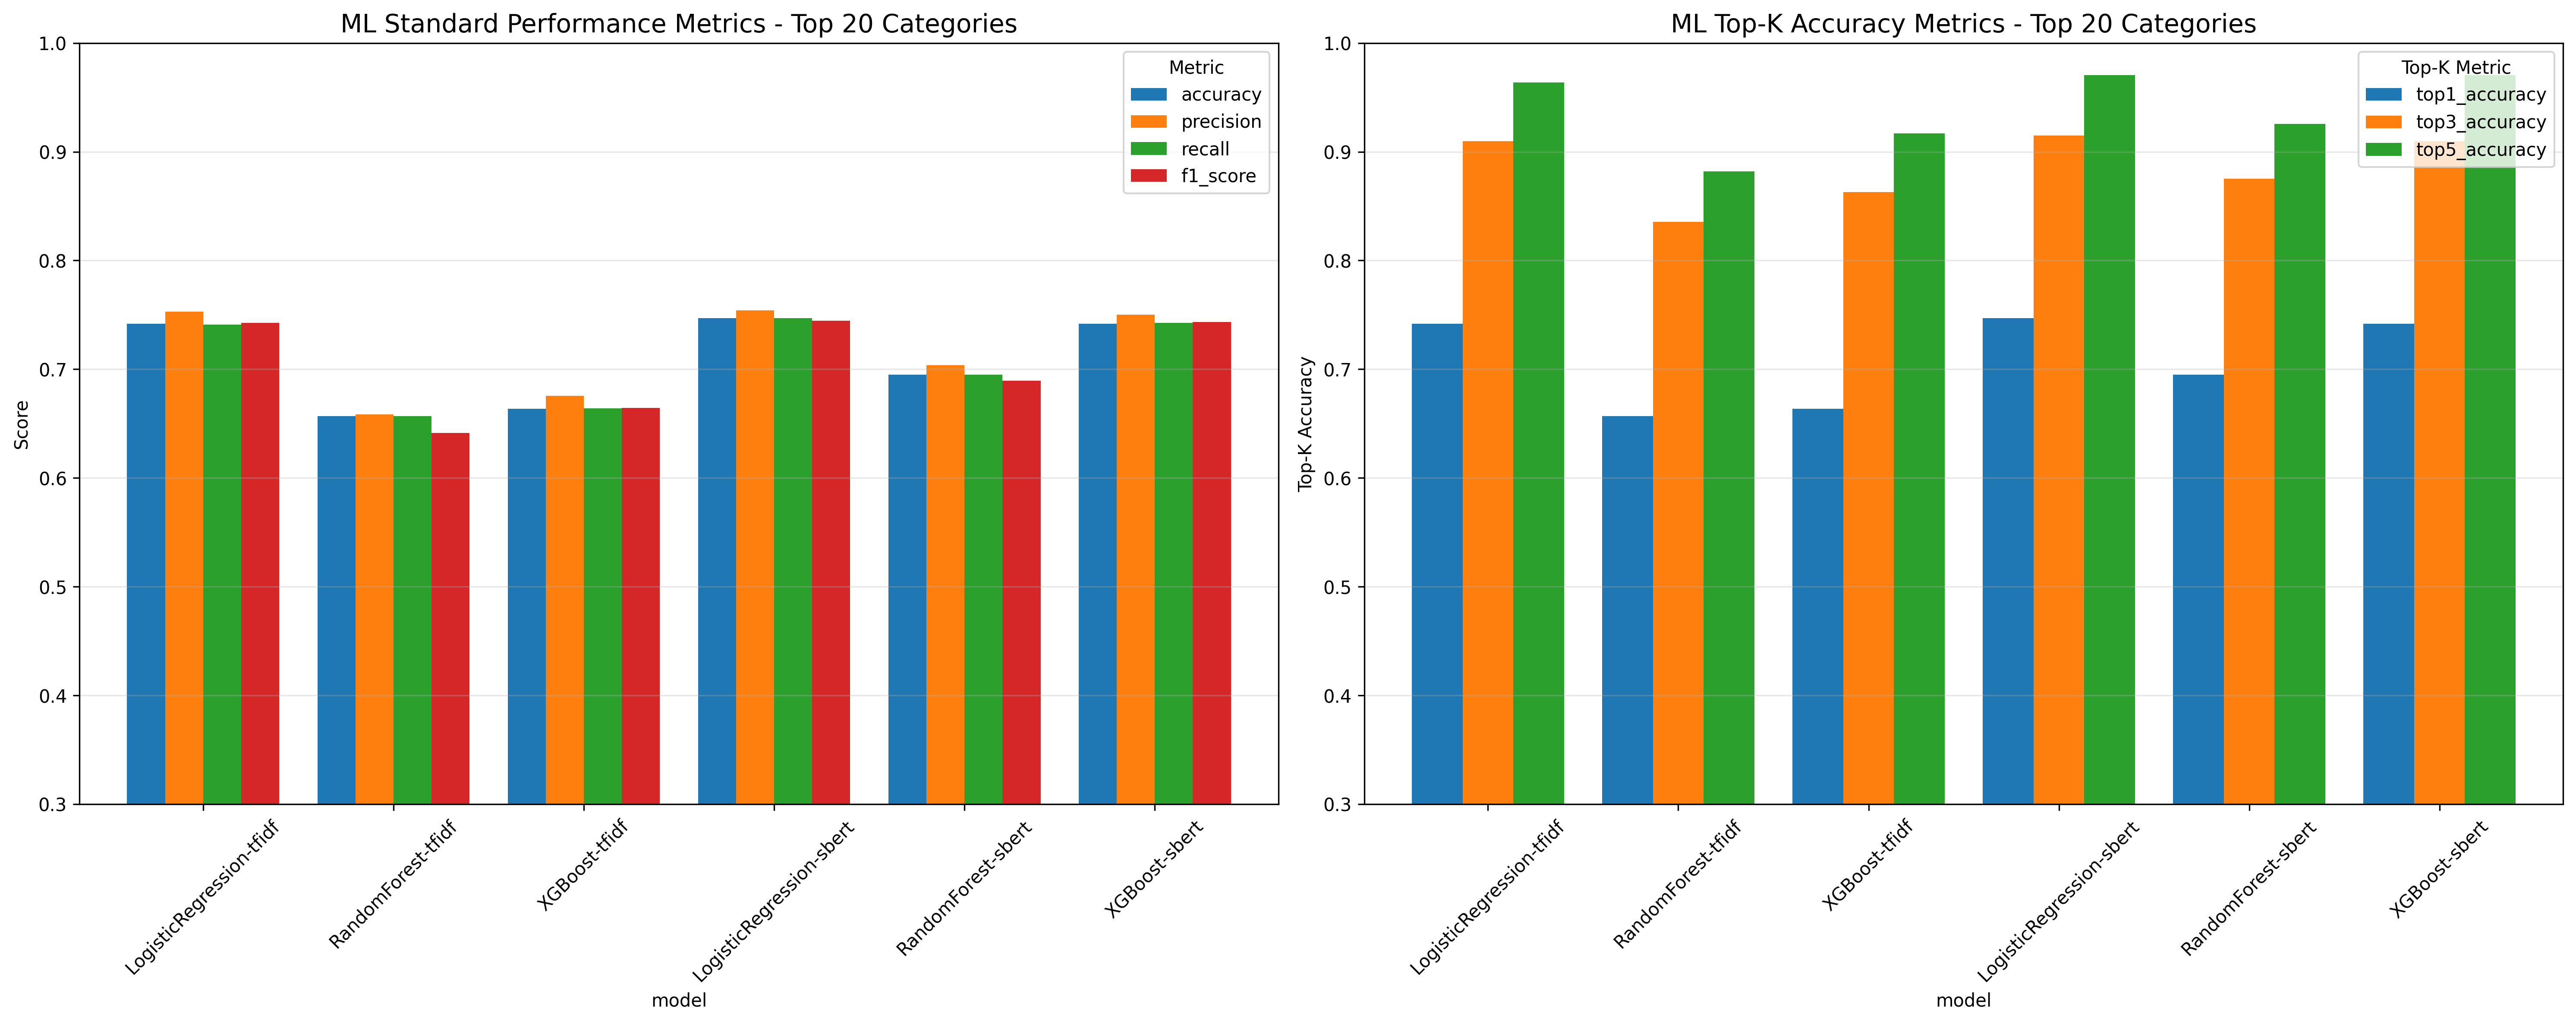 ML Standard Performance Metrics - Top 20 Categories
Score
1.0
0.9
0.8
0.7
0.6
0.5
0.4
0.3
Metric
accuracy
precision
recall
f1_score
LogisticRegression-tfidf
RandomForest-tfidf
XGBoost-tfidf
LogisticRegression-sbert
RandomForest-sbert
XGBoost-sbert
model
ML Top-K Accuracy Metrics - Top 20 Categories
Top-K Accuracy
1.0
0.9
0.8
0.7
0.6
0.5
0.4
0.3
Top-K Metric
top1_accuracy
top3_accuracy
top5_accuracy
LogisticRegression-tfidf
RandomForest-tfidf
XGBoost-tfidf
LogisticRegression-sbert
RandomForest-sbert
XGBoost-sbert
model